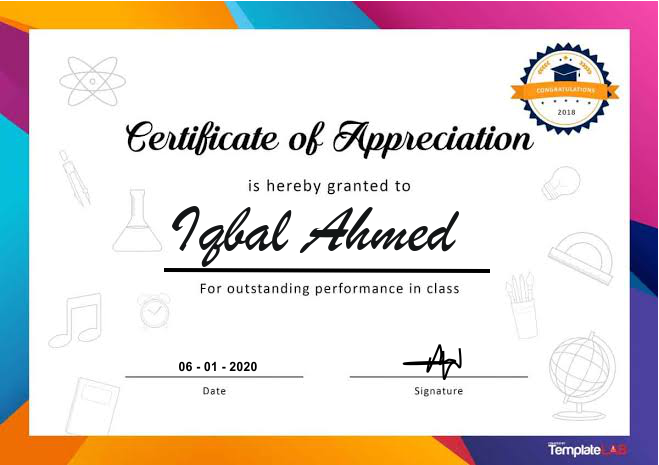 CONGRATULATIONS
2018
Certificate of Appreciation
is hereby granted to
Iqbal Ahmed
For outstanding performance in class
06 - 01 - 2020
Date
Signature
TemplateLAB